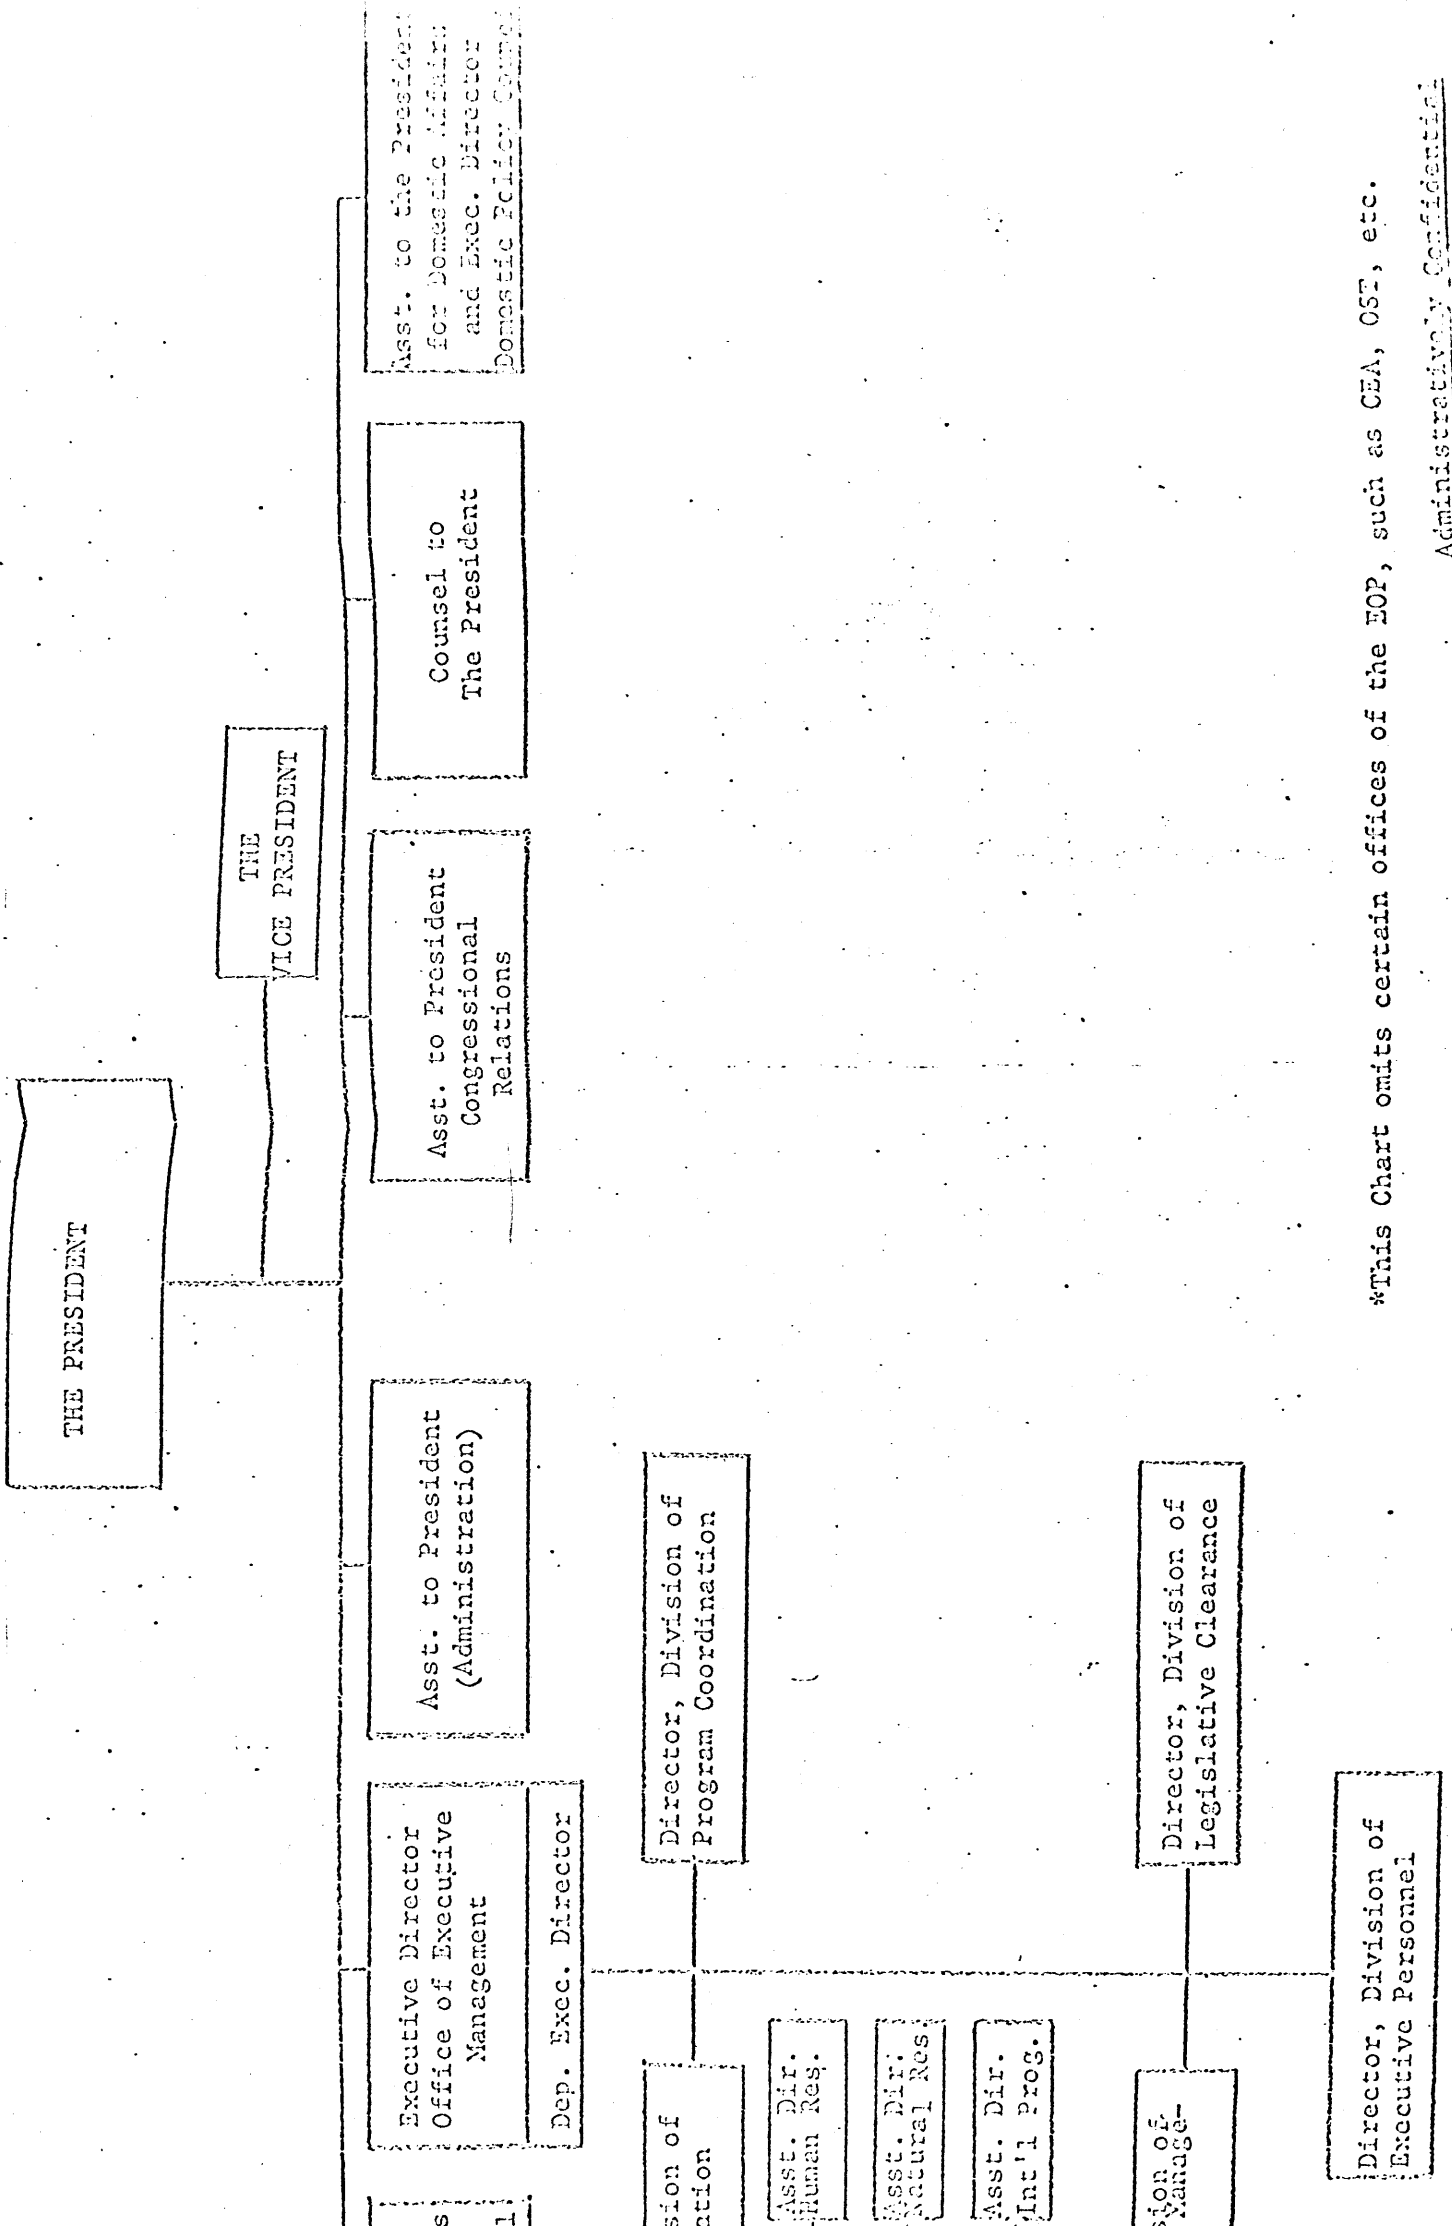 THE PRESIDENT
THE
VICE PRESIDENT
s
l
Executive Director
Office of Executive
Management
Dep. Exec. Director
Asst. to President
(Administration)
Asst. to President
Congressional
Relations
Counsel to
The President
Asst. to the Presiden
for Domestic Affairs
and Exec. Director
Domestic Policy Counci
sion of
ation
Director, Division of
Program Coordination
Asst. Dir.
Human Res.
Asst. Dir.
Natural Res.
Asst. Dir.
Int'l Prog.
sion of
Manage-
Director, Division of
Legislative Clearance
Director, Division of
Executive Personnel
*This Chart omits certain offices of the EOP, such as CEA, OST, etc.
Administratively Confidential